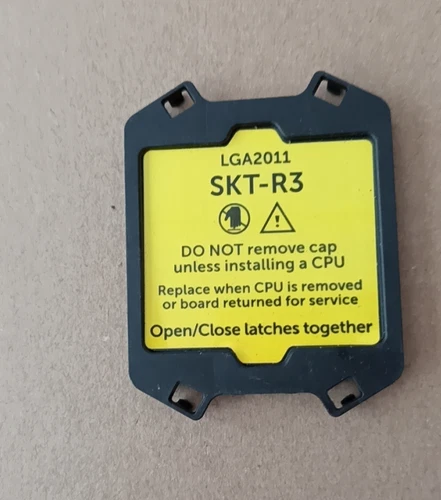 LGA2011
SKT-R3
DO NOT remove cap
unless installing a CPU
Replace when CPU is removed
or board returned for service
Open/Close latches together